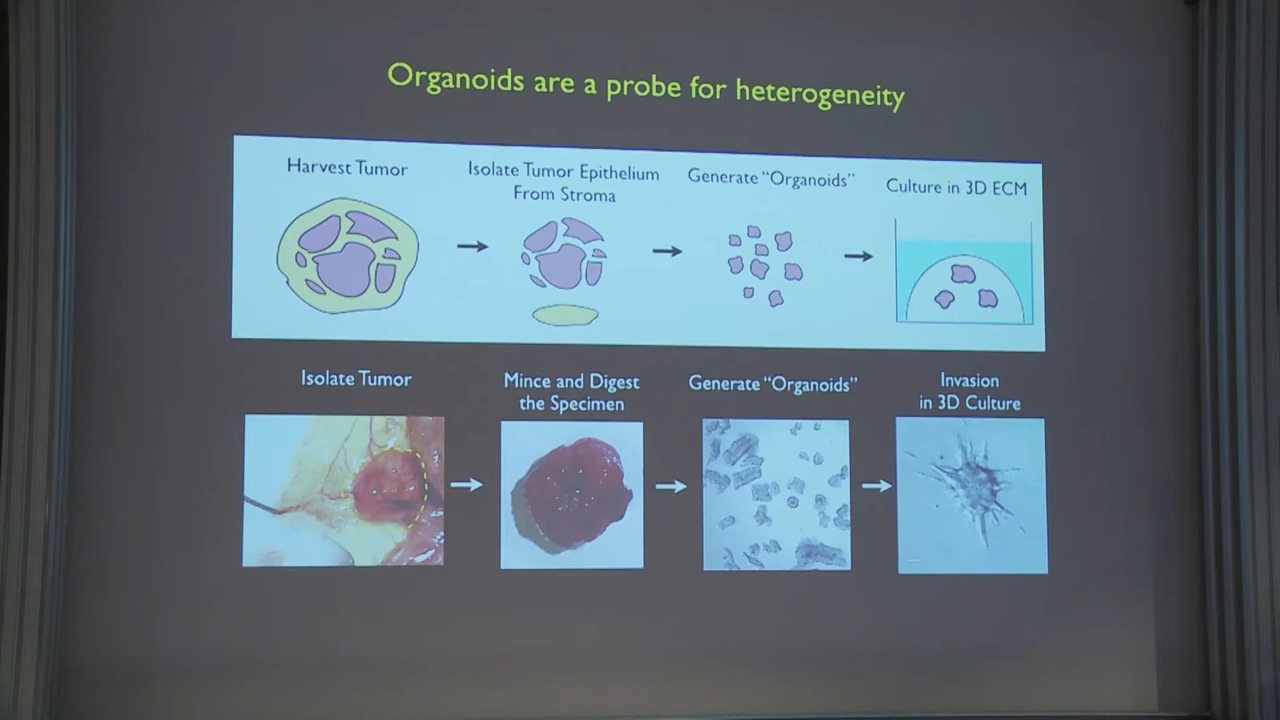 Organoids are a probe for heterogeneity
Harvest Tumor
Isolate Tumor Epithelium
From Stroma
Generate “Organoids”
Culture in 3D ECM
Isolate Tumor
Mince and Digest
the Specimen
Generate “Organoids”
Invasion
in 3D Culture